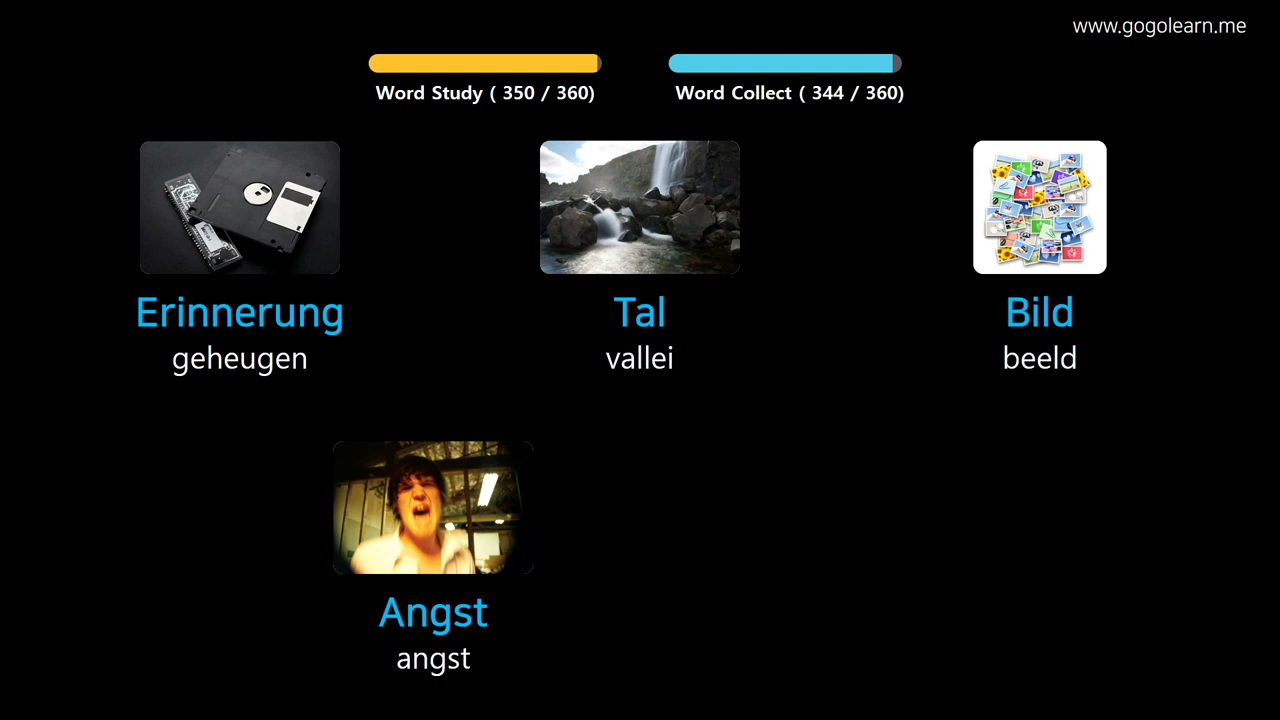 www.gogolearn.me
Word Study ( 350 / 360)
Word Collect ( 344 / 360)
Erinnerung
geheugen
Tal
vallei
Bild
beeld
Angst
angst